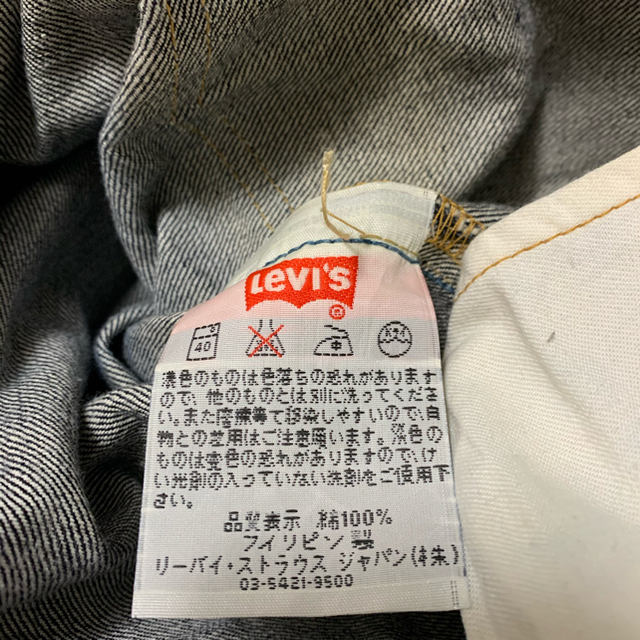 Levi's
R
40
濃色のものは色落ちの恐れがあります
ので、他のものとは別に洗ってくださ
い。また摩擦等で移染しやすいので、白
物との着用はご注意願います。淡色の
ものは変色の恐れがありますので、けい
い光剤の入っていない洗剤をご使用下
さい。
品質表示 綿100%
フィリピン製
リーバイ・ストラウス ジャパン(株)
03-5421-9500